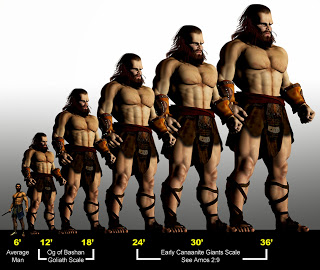 6' 12' 18' 24' 30' 36'
Average Man
Og of Bashan
Goliath Scale
Early Canaanite Giants Scale
See Amos 2:9